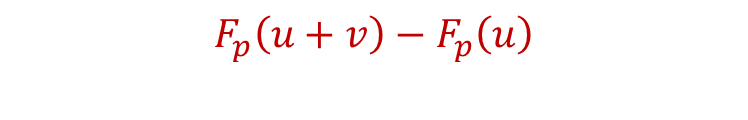 F_p(u + v) − F_p(u)